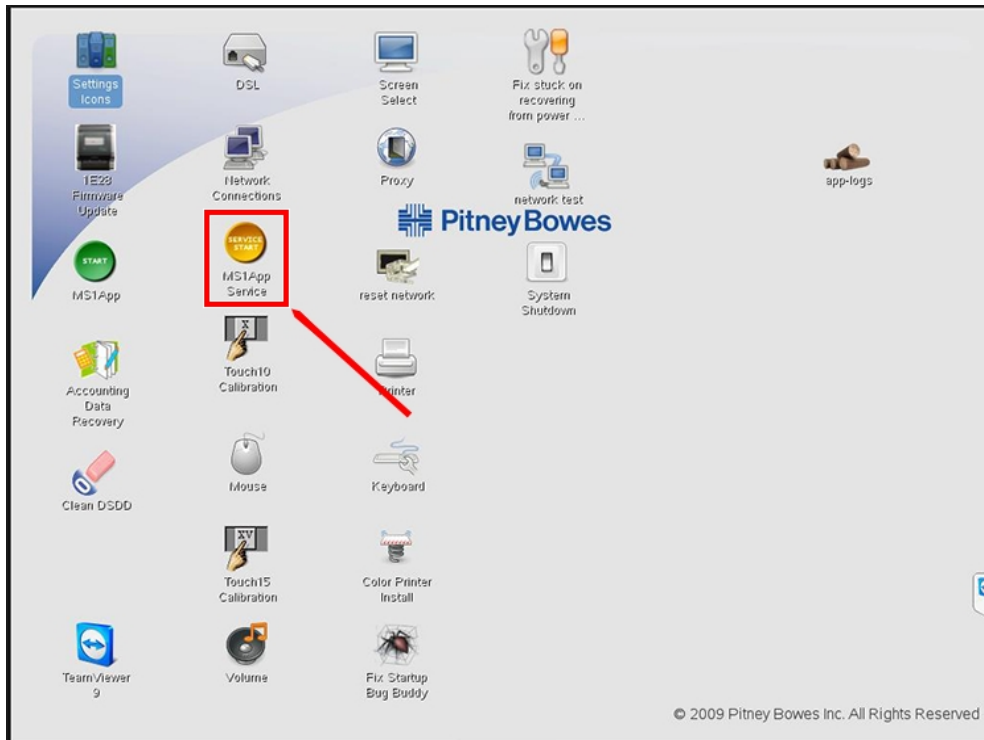 Settings
Icons
DSL
Screen
Select
Fix stuck on
recovering
from power ...
1E23
Firmware
Update
Network
Connections
Proxy
network test
app-logs
Pitney Bowes
START
MS1App
SERVICE
START
MS1App
Service
reset network
System
Shutdown
Accounting
Data
Recovery
X
Touch10
Calibration
Printer
Clean DSDD
Mouse
Keyboard
XV
Touch15
Calibration
Color Printer
Install
TeamViewer
9
Volume
Fix Startup
Bug Buddy
© 2009 Pitney Bowes Inc. All Rights Reserved